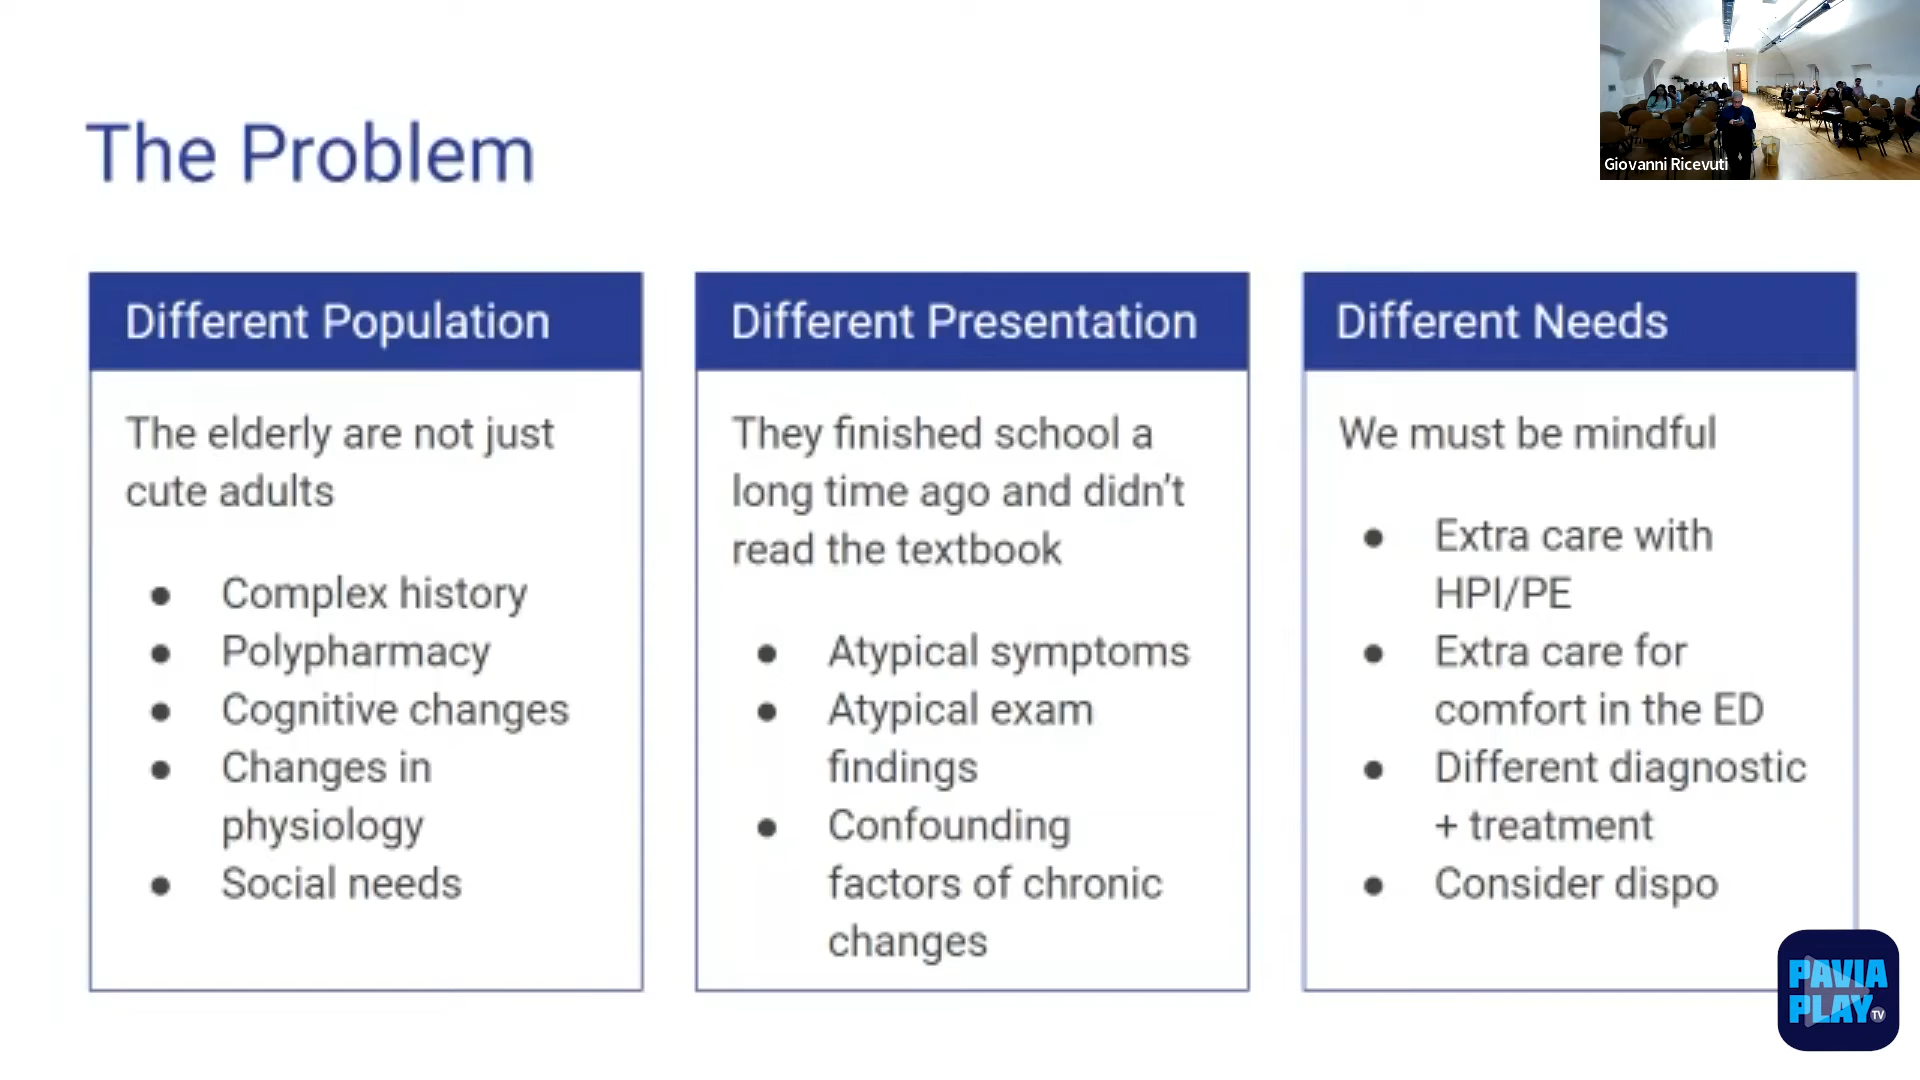 The Problem
Giovanni Ricevuti
Different Population
The elderly are not just
cute adults
● Complex history
● Polypharmacy
● Cognitive changes
● Changes in
physiology
● Social needs
Different Presentation
They finished school a
long time ago and didn't
read the textbook
● Atypical symptoms
● Atypical exam
findings
● Confounding
factors of chronic
changes
Different Needs
We must be mindful
● Extra care with
HPI/PE
● Extra care for
comfort in the ED
● Different diagnostic
+ treatment
● Consider dispo
PAVIA
PLAY TV